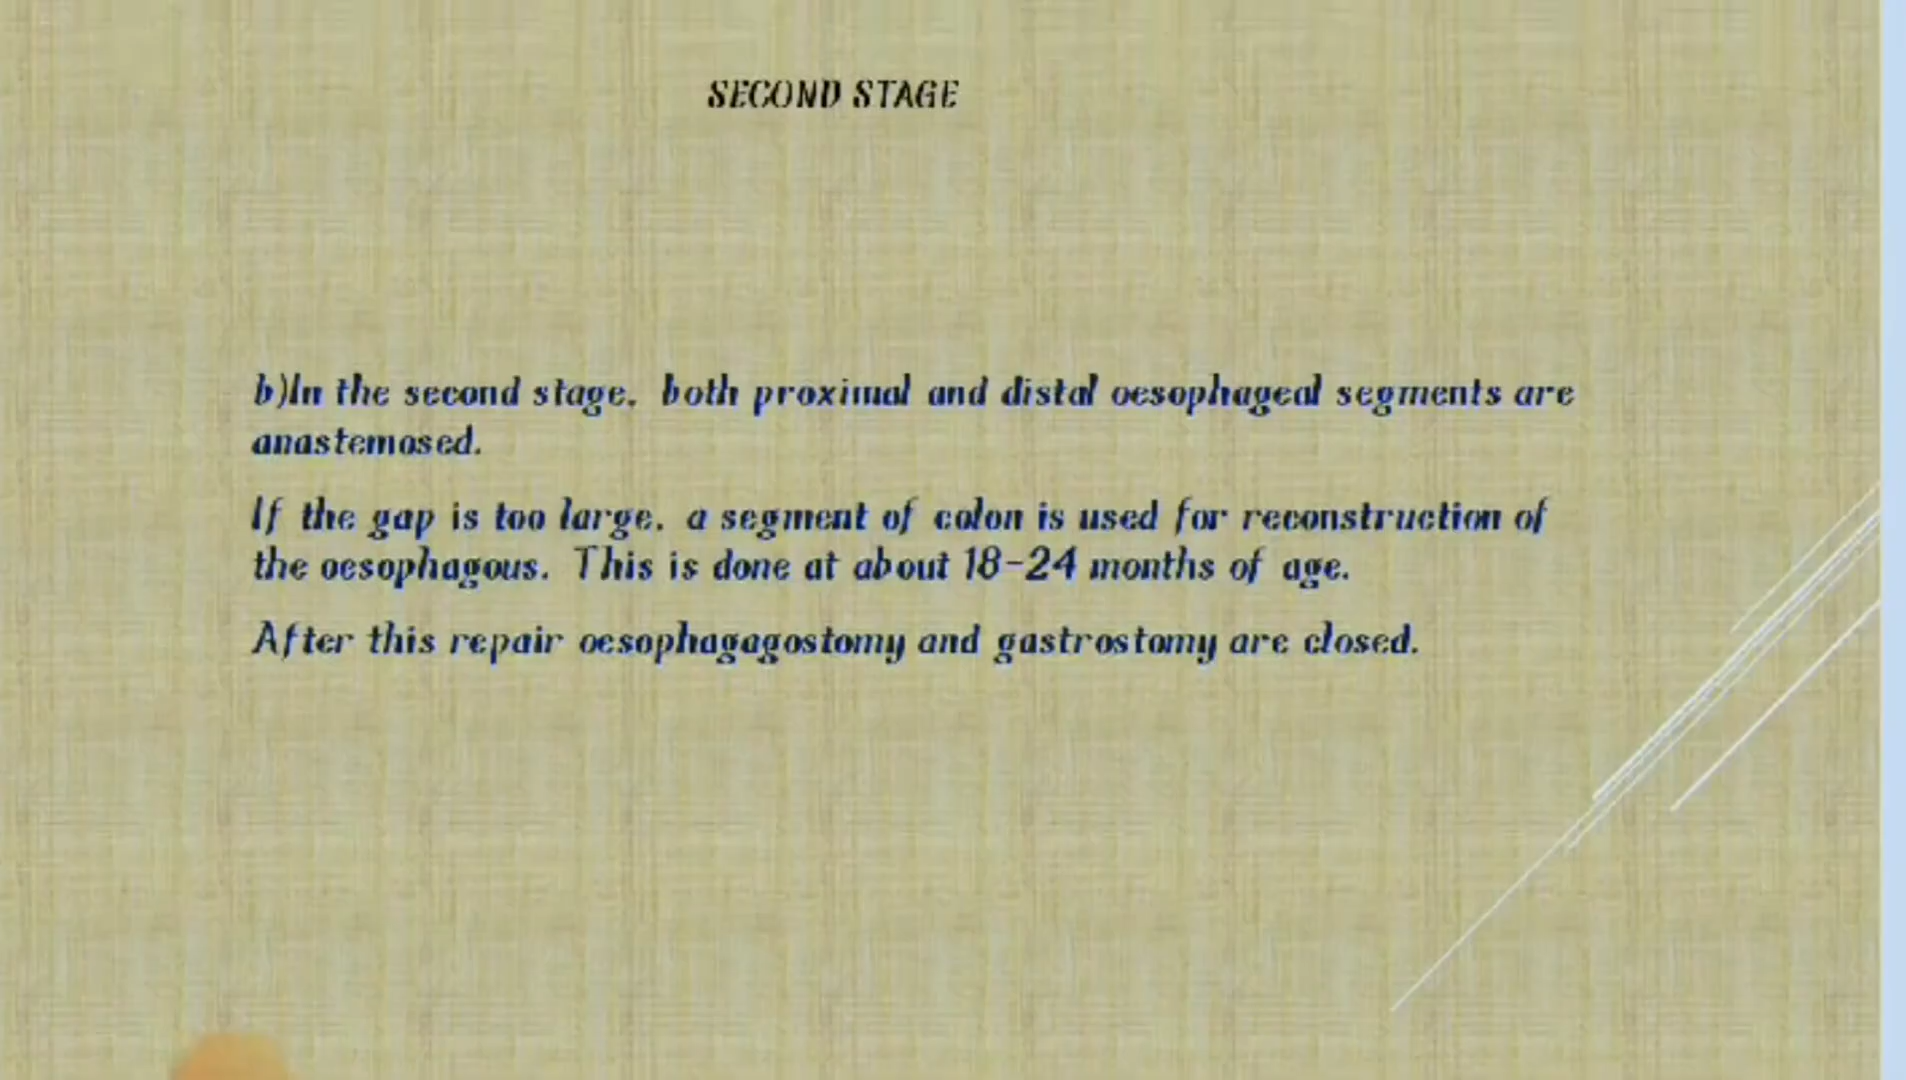 SECOND STAGE
b)In the second stage, both proximal and distal oesophageal segments are
anastemosed.
If the gap is too large, a segment of colon is used for reconstruction of
the oesophagous. This is done at about 18-24 months of age.
After this repair oesophagagostomy and gastrostomy are closed.